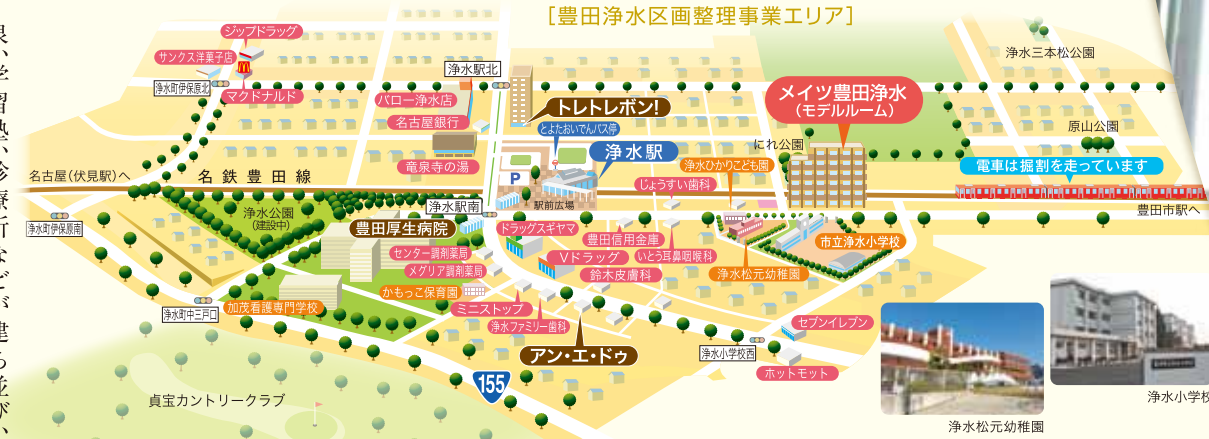 [豊田浄水区画整理事業エリア]
ジップドラッグ
サンクス洋菓子店
浄水町伊保原北
マクドナルド
浄水駅北
バロー浄水店
名古屋銀行
竜泉寺の湯
トレトレボン!
とよたおいでんバス停
浄水駅
P
駅前広場
メイツ豊田浄水
(モデルルーム)
にれ公園
浄水ひかりこども園
じょうすい歯科
浄水三本松公園
原山公園
電車は掘割を走っています
名古屋(伏見駅)へ
名鉄豊田線
豊田市駅へ
浄水町伊保原南
浄水公園
(建設中)
浄水駅南
豊田厚生病院
センター調剤薬局
メグリア調剤薬局
かもっこ保育園
加茂看護専門学校
浄水町中三戸口
ドラッグスギヤマ
豊田信用金庫
Vドラッグ
いとう耳鼻咽喉科
鈴木皮膚科
浄水松元幼稚園
市立浄水小学校
ミニストップ
浄水ファミリー歯科
アン・エ・ドゥ
浄水小学校西
セブンイレブン
ホットモット
155
貞宝カントリークラブ
浄水松元幼稚園
浄水小学校
習塾、診療所などが建ち並び、